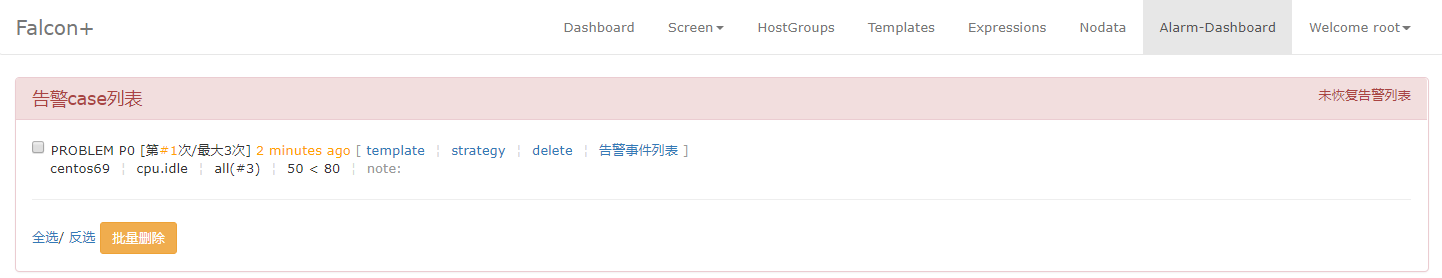 Falcon+ Dashboard Screen HostGroups Templates Expressions Nodata Alarm-Dashboard Welcome root
告警case列表 未恢复告警列表
PROBLEM P0 [第#1次/最大3次] 2 minutes ago [ template ¦ strategy ¦ delete ¦ 告警事件列表 ]
centos69 ¦ cpu.idle ¦ all(#3) ¦ 50 < 80 ¦ note:
全选/ 反选 批量删除